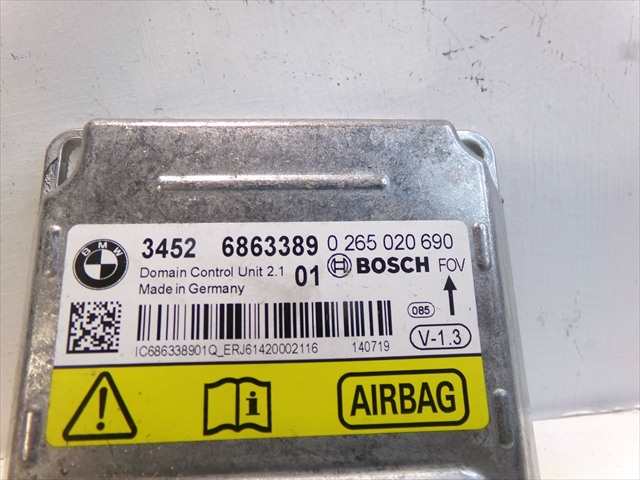 BMW
3452 6863389 0 265 020 690
Domain Control Unit 2.1 01 BOSCH FOV
Made in Germany
085
V-1.3
IC686338901Q_ERJ61420002116 140719
AIRBAG